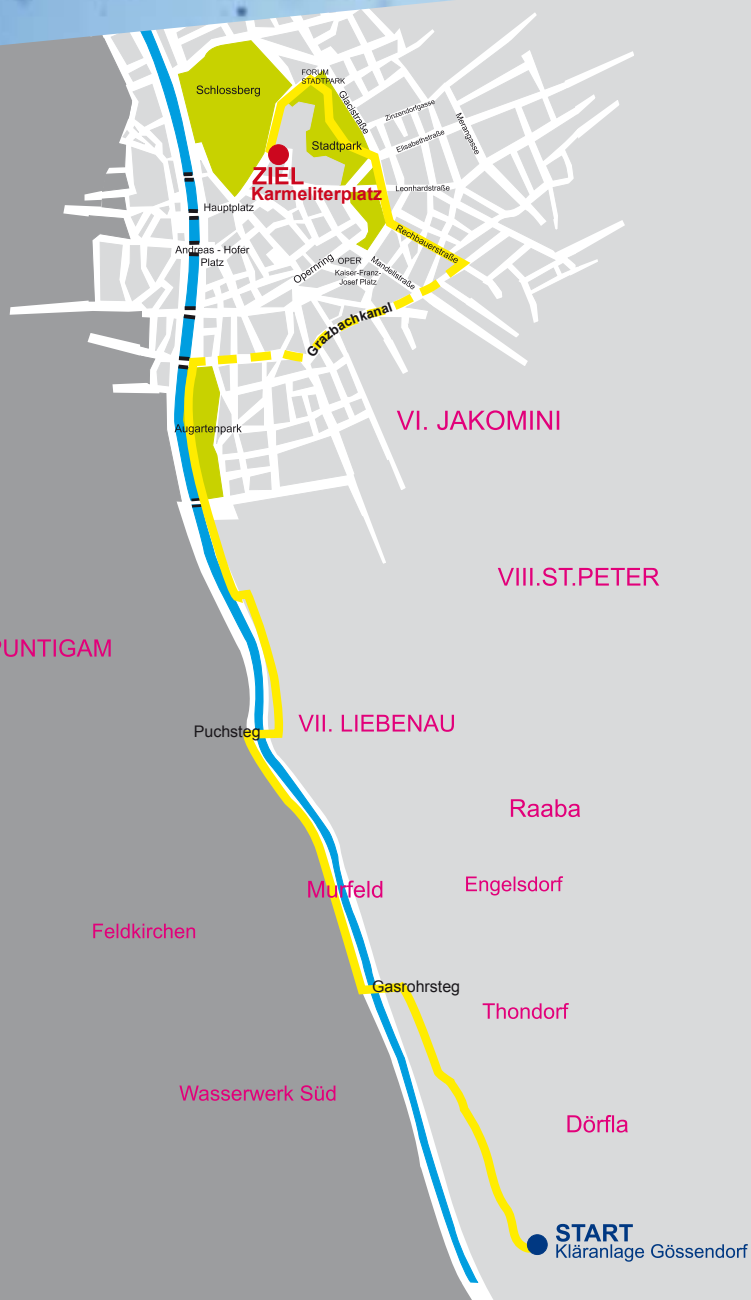 FORUM
STADTPARK
Schlossberg
Glacisstraße
Zinzendorfgasse
Merangasse
Elisabethstraße
Stadtpark
ZIEL
Karmeliterplatz
Leonhardstraße
Hauptplatz
Rechbauerstraße
Andreas - Hofer
Platz
Opernring
OPER
Kaiser-Franz-
Josef Platz
Mandellstraße
Grazbachkanal
VI. JAKOMINI
Augartenpark
VIII.ST.PETER
PUNTIGAM
VII. LIEBENAU
Puchsteg
Raaba
Engelsdorf
Murfeld
Feldkirchen
Gasrohrsteg
Thondorf
Wasserwerk Süd
Dörfla
START
Kläranlage Gössendorf